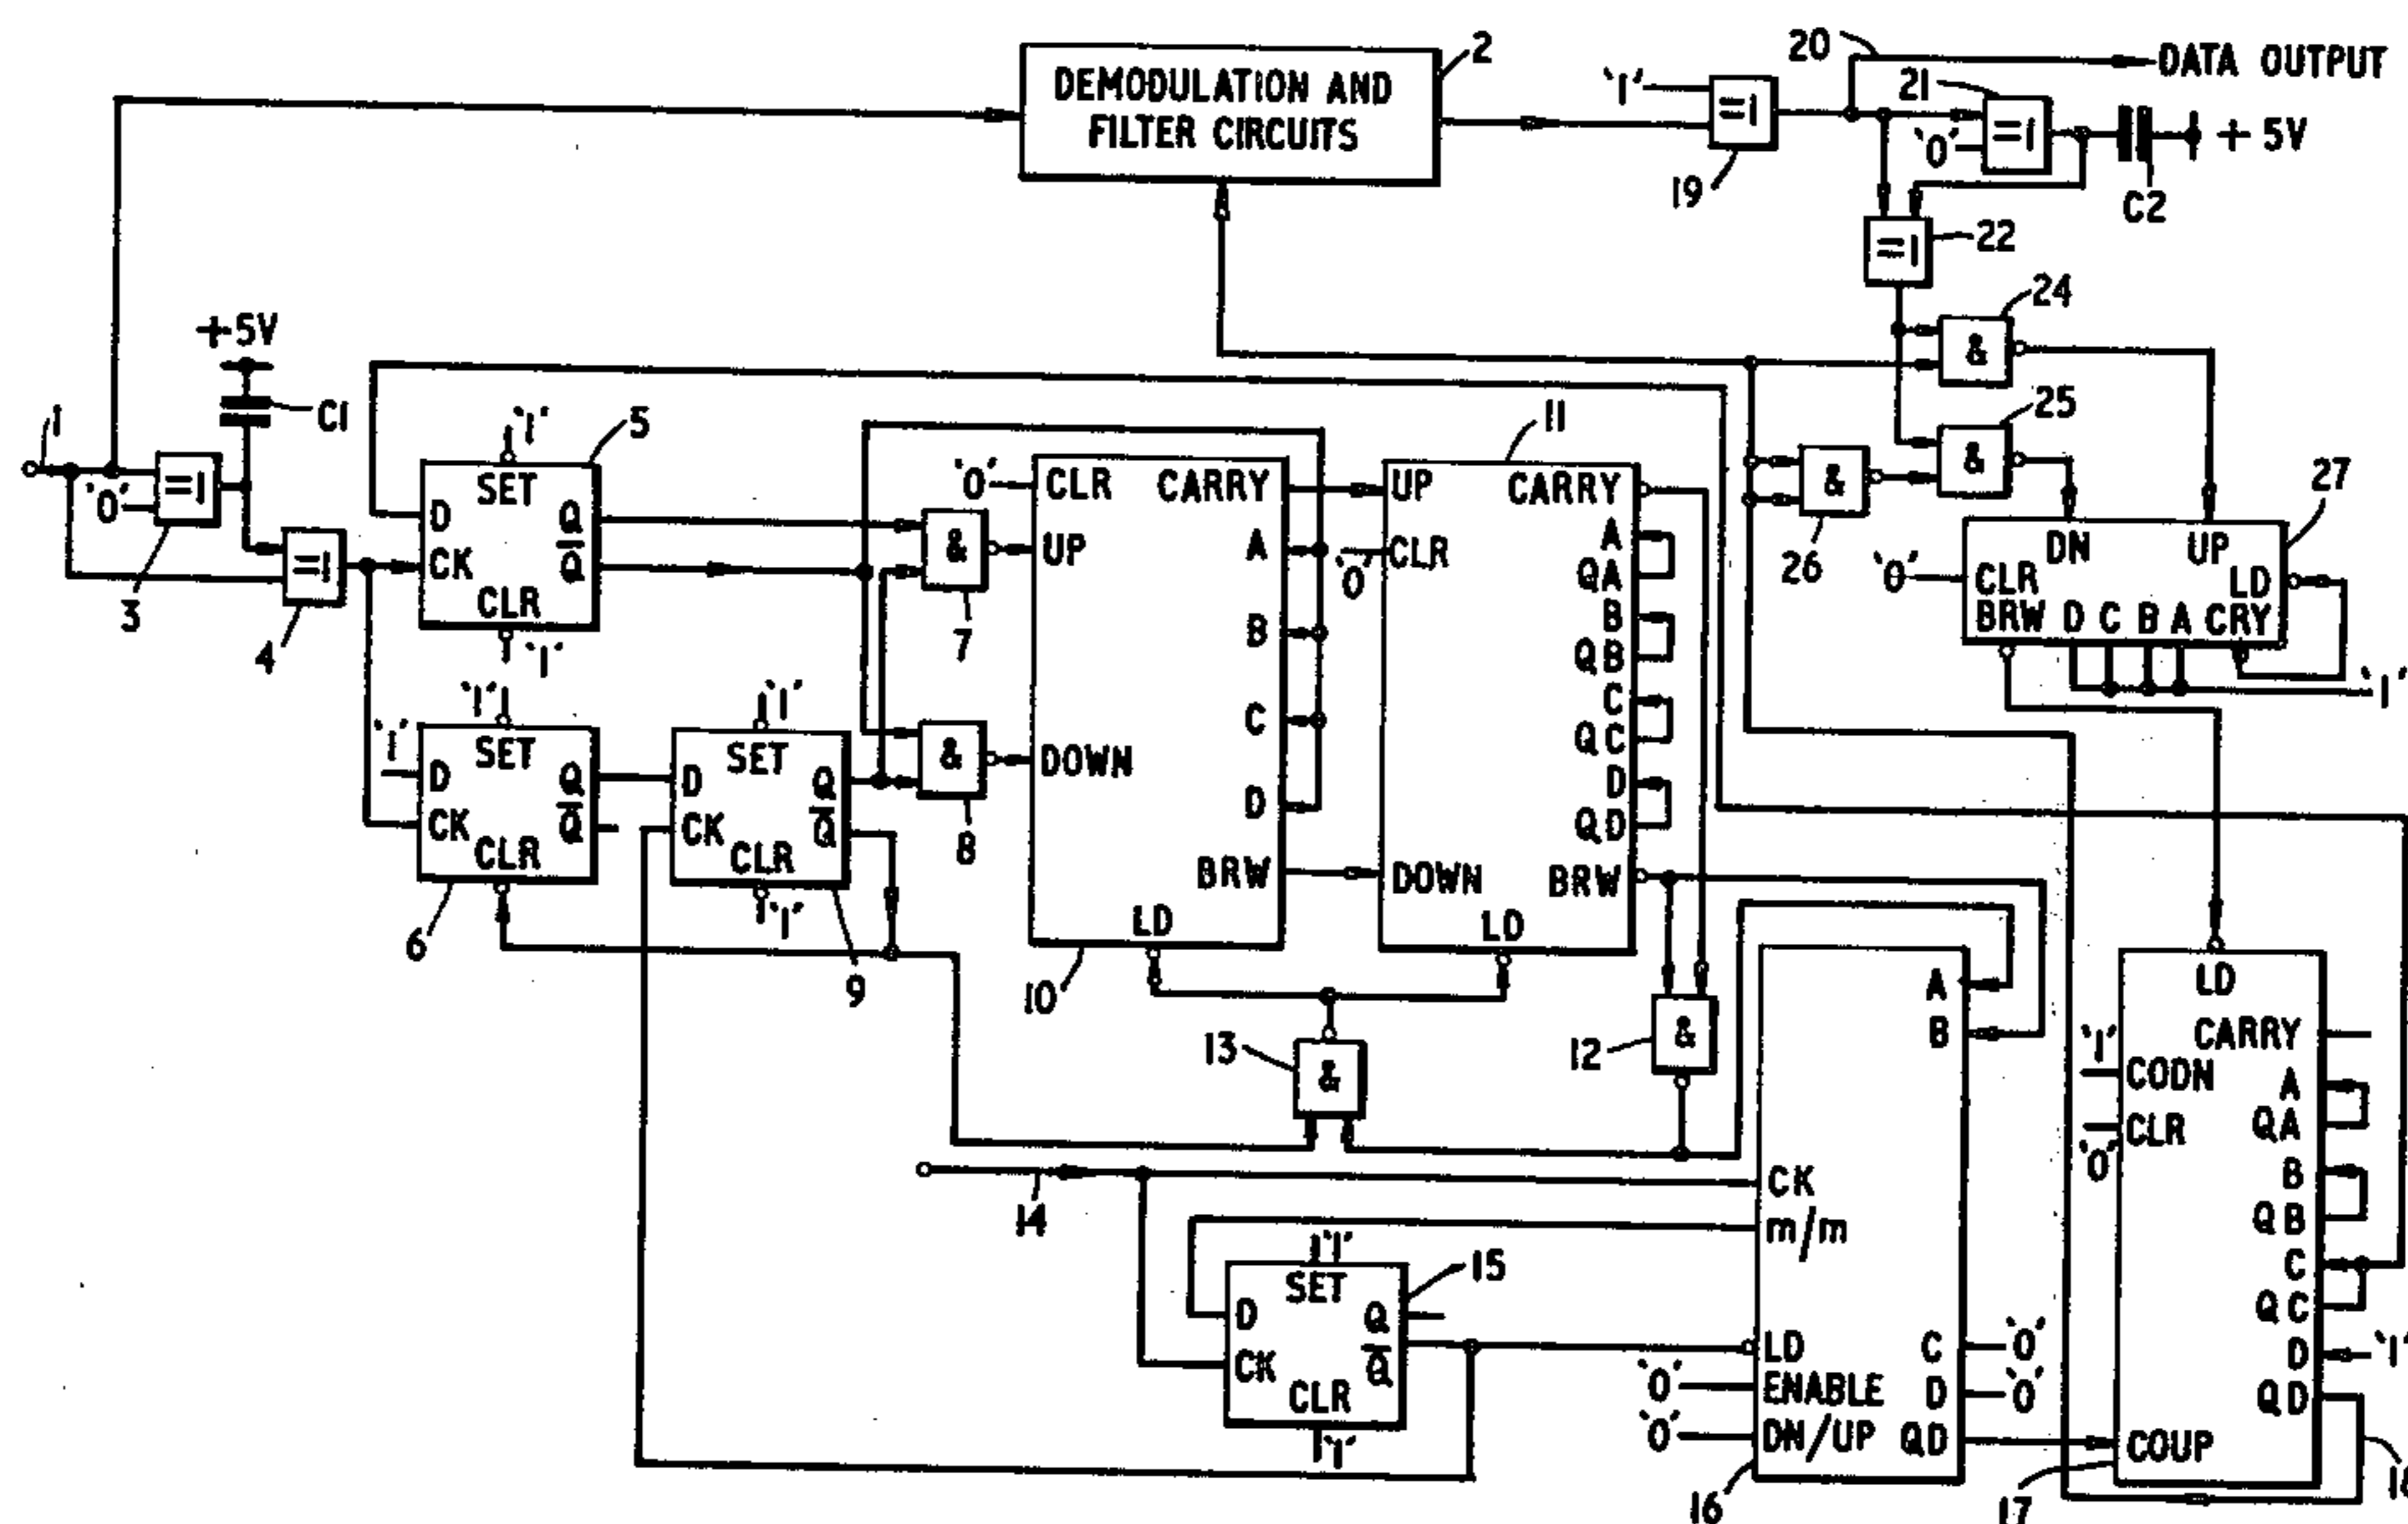 DEMODULATION AND
FILTER CIRCUITS
2
'1'
=1
19
20
DATA OUTPUT
21
'0'
=1
+5V
C2
=1
22
&
24
&
25
&
26
27
DN UP
CLR LD
BRW D C B A CRY
'0'
'1'
+5V
C1
1
'0'
=1
3
=1
4
'1'
5
SET
D Q
CK Q̅
CLR
'1'
'1'
'1'
SET
D Q
CK Q̅
CLR
6
'1'
SET
D Q
CK Q̅
CLR
'1'
9
&
7
&
8
'0'
CLR CARRY
UP A
B
C
DOWN D
BRW
LD
10
11
UP CARRY
'0'
CLR A
QA
B
QB
C
QC
D
QD
DOWN BRW
LD
&
13
&
12
14
'1'
SET
15
D Q
CK Q̅
CLR
'1'
A
B
CK
m/m
LD C '0'
'0' ENABLE D '0'
'0' DN/UP QD
16
LD
CARRY
'1'
CODN A
CLR QA
'0'
B
QB
C
QC
D '1'
QD
COUP
17